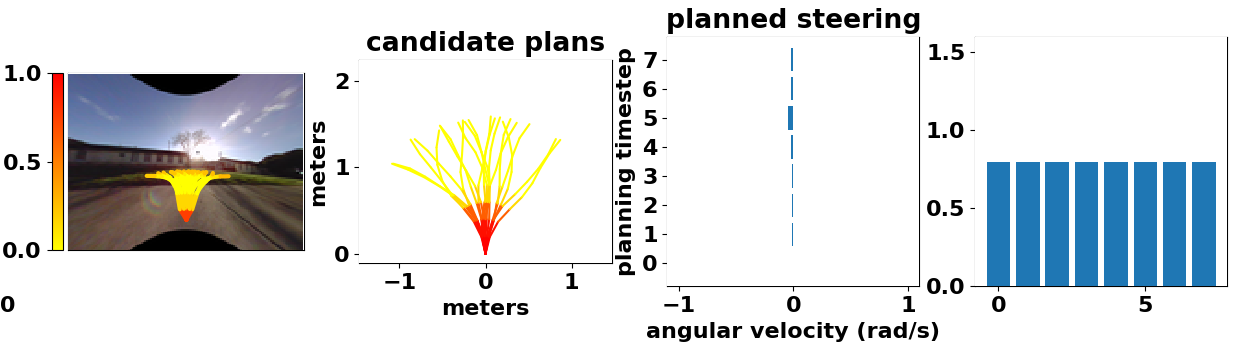 1.0
0.5
0.0
0
candidate plans
meters
2
1
0
−1 0 1
meters
planned steering
planning timestep
7
6
5
4
3
2
1
0
−1 0 1
angular velocity (rad/s)
1.5
1.0
0.5
0.0
0 5